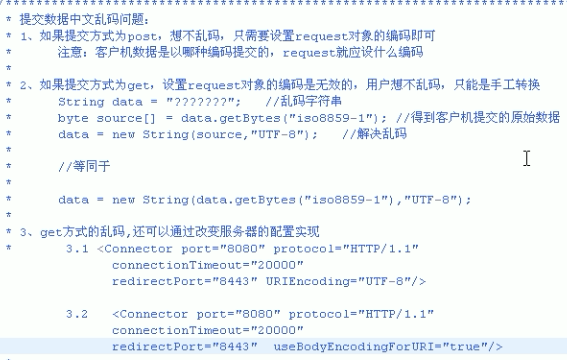 /*******************************************************************************
* 提交数据中文乱码问题:
* 1、如果提交方式为post，想不乱码，只需要设置request对象的编码即可
* 注意：客户机数据是以哪种编码提交的，request就应设什么编码
*
* 2、如果提交方式为get，设置request对象的编码是无效的，用户想不乱码，只能是手工转换
* String data = "???????"; //乱码字符串
* byte source[] = data.getBytes("iso8859-1"); //得到客户机提交的原始数据
* data = new String(source,"UTF-8"); //解决乱码
*
* //等同于
*
* data = new String(data.getBytes("iso8859-1"),"UTF-8");
*
* 3、get方式的乱码,还可以通过改变服务器的配置实现
* 3.1 <Connector port="8080" protocol="HTTP/1.1"
connectionTimeout="20000"
redirectPort="8443" URIEncoding="UTF-8"/>
3.2 <Connector port="8080" protocol="HTTP/1.1"
connectionTimeout="20000"
redirectPort="8443" useBodyEncodingForURI="true"/>